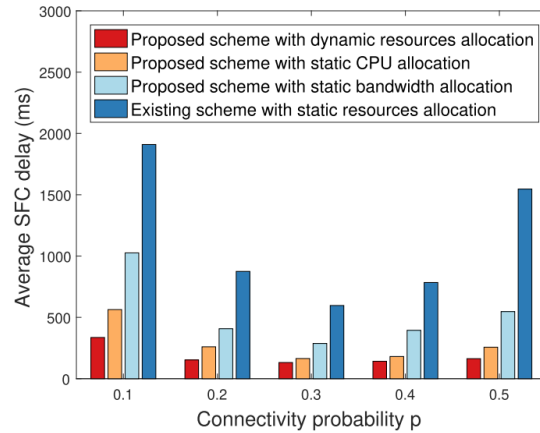 3000
2500
2000
1500
1000
500
0
Average SFC delay (ms)
Proposed scheme with dynamic resources allocation
Proposed scheme with static CPU allocation
Proposed scheme with static bandwidth allocation
Existing scheme with static resources allocation
0.1 0.2 0.3 0.4 0.5
Connectivity probability p